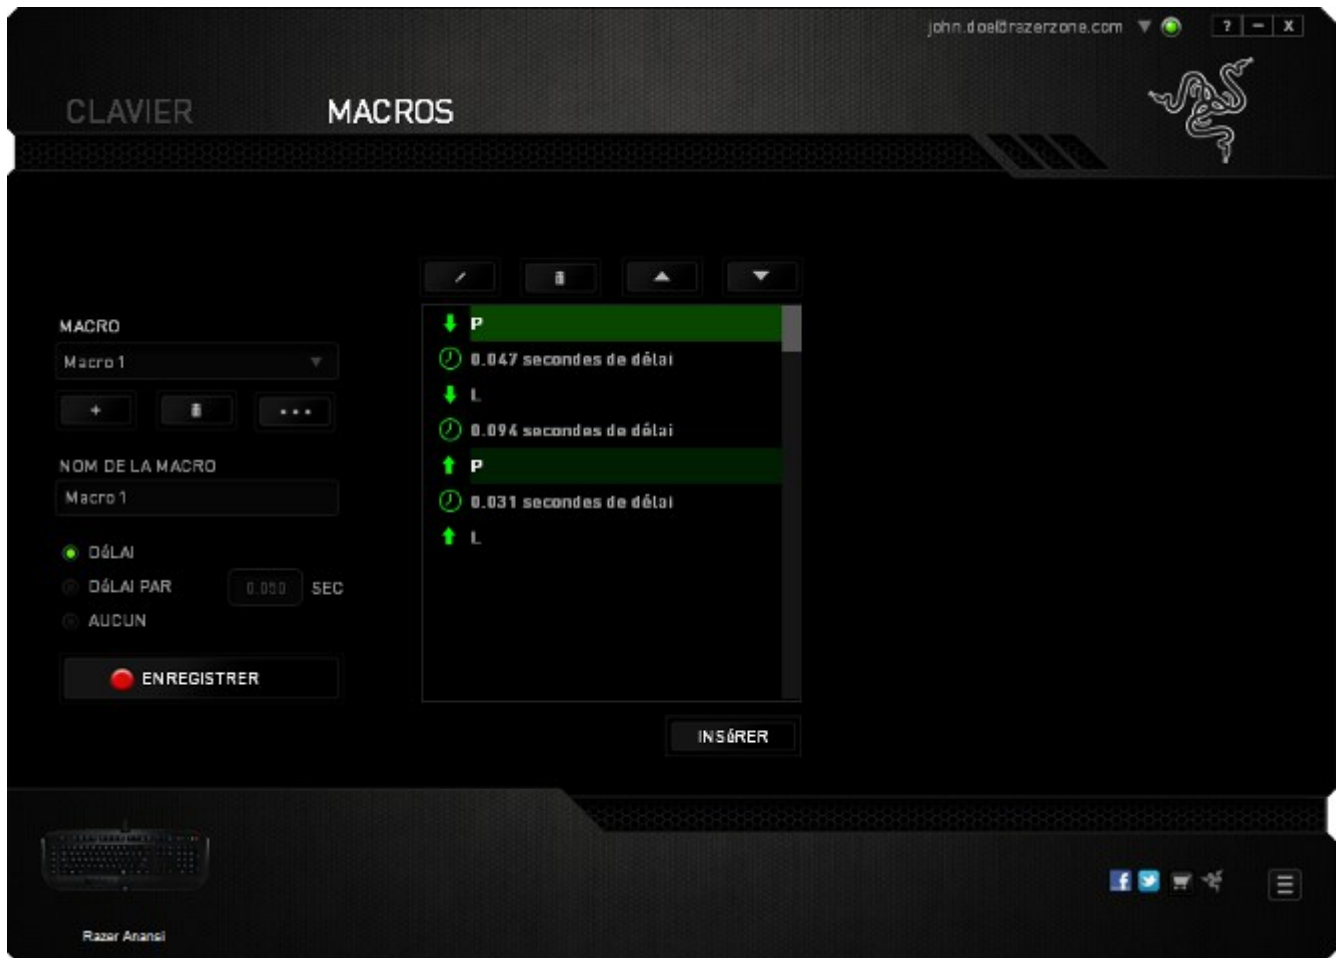 john.doe@razerzone.com
? – X
CLAVIER MACROS
MACRO
Macro 1
+
NOM DE LA MACRO
Macro 1
DéLAI
DéLAI PAR 0.050 SEC
AUCUN
ENREGISTRER
P
0.047 secondes de délai
L
0.094 secondes de délai
P
0.031 secondes de délai
L
INSéRER
Razer Anansi